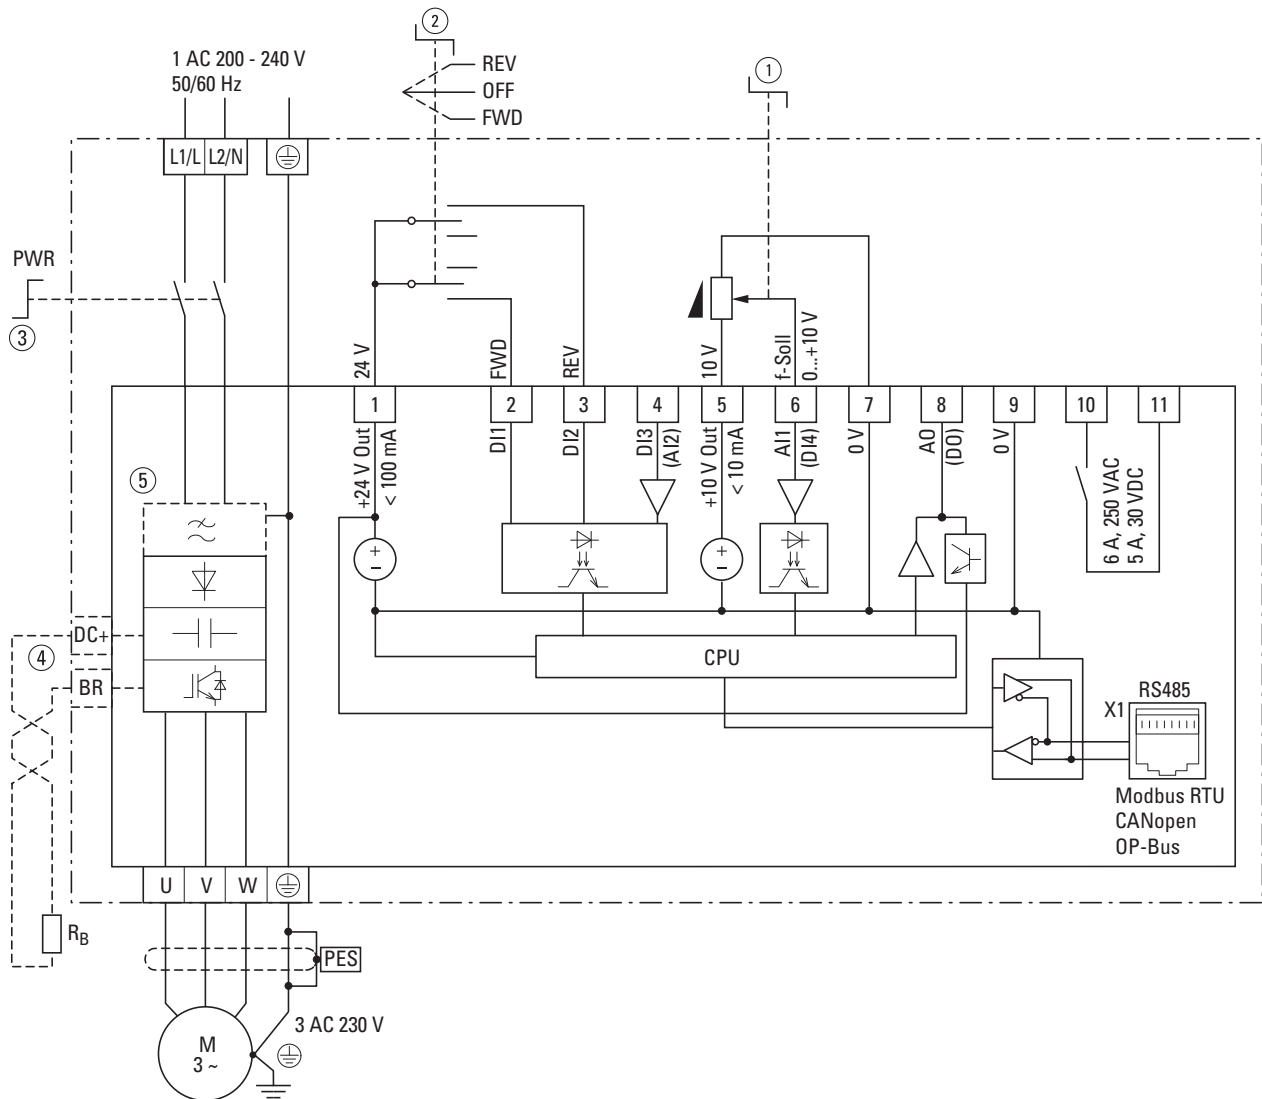 2
1 AC 200 - 240 V
50/60 Hz
REV
OFF
FWD
1
L1/L
L2/N
PWR
3
24 V
FWD
REV
10 V
f-Soll
0...+10 V
1
2
3
4
5
6
7
8
9
10
11
+24 V Out
< 100 mA
DI1
DI2
DI3
(AI2)
+10 V Out
< 10 mA
AI1
(DI4)
0 V
AO
(DO)
0 V
6 A, 250 VAC
5 A, 30 VDC
5
DC+
4
BR
CPU
X1
RS485
Modbus RTU
CANopen
OP-Bus
U
V
W
RB
PES
3 AC 230 V
M
3 ~